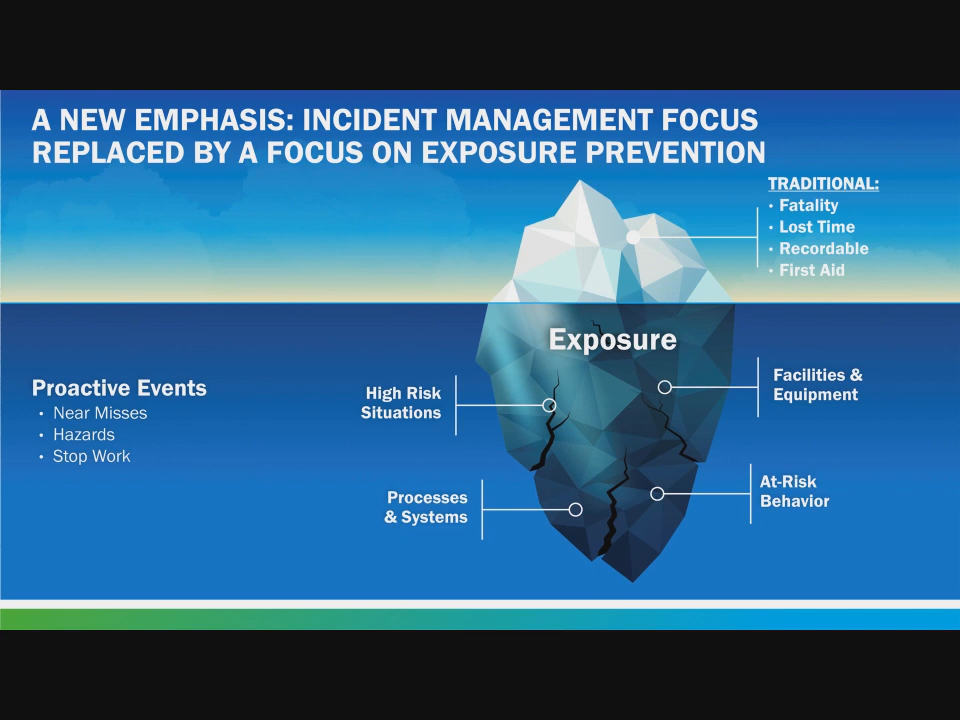 A NEW EMPHASIS: INCIDENT MANAGEMENT FOCUS
REPLACED BY A FOCUS ON EXPOSURE PREVENTION
TRADITIONAL:
• Fatality
• Lost Time
• Recordable
• First Aid
Exposure
Proactive Events
• Near Misses
• Hazards
• Stop Work
High Risk
Situations
Facilities &
Equipment
Processes
& Systems
At-Risk
Behavior